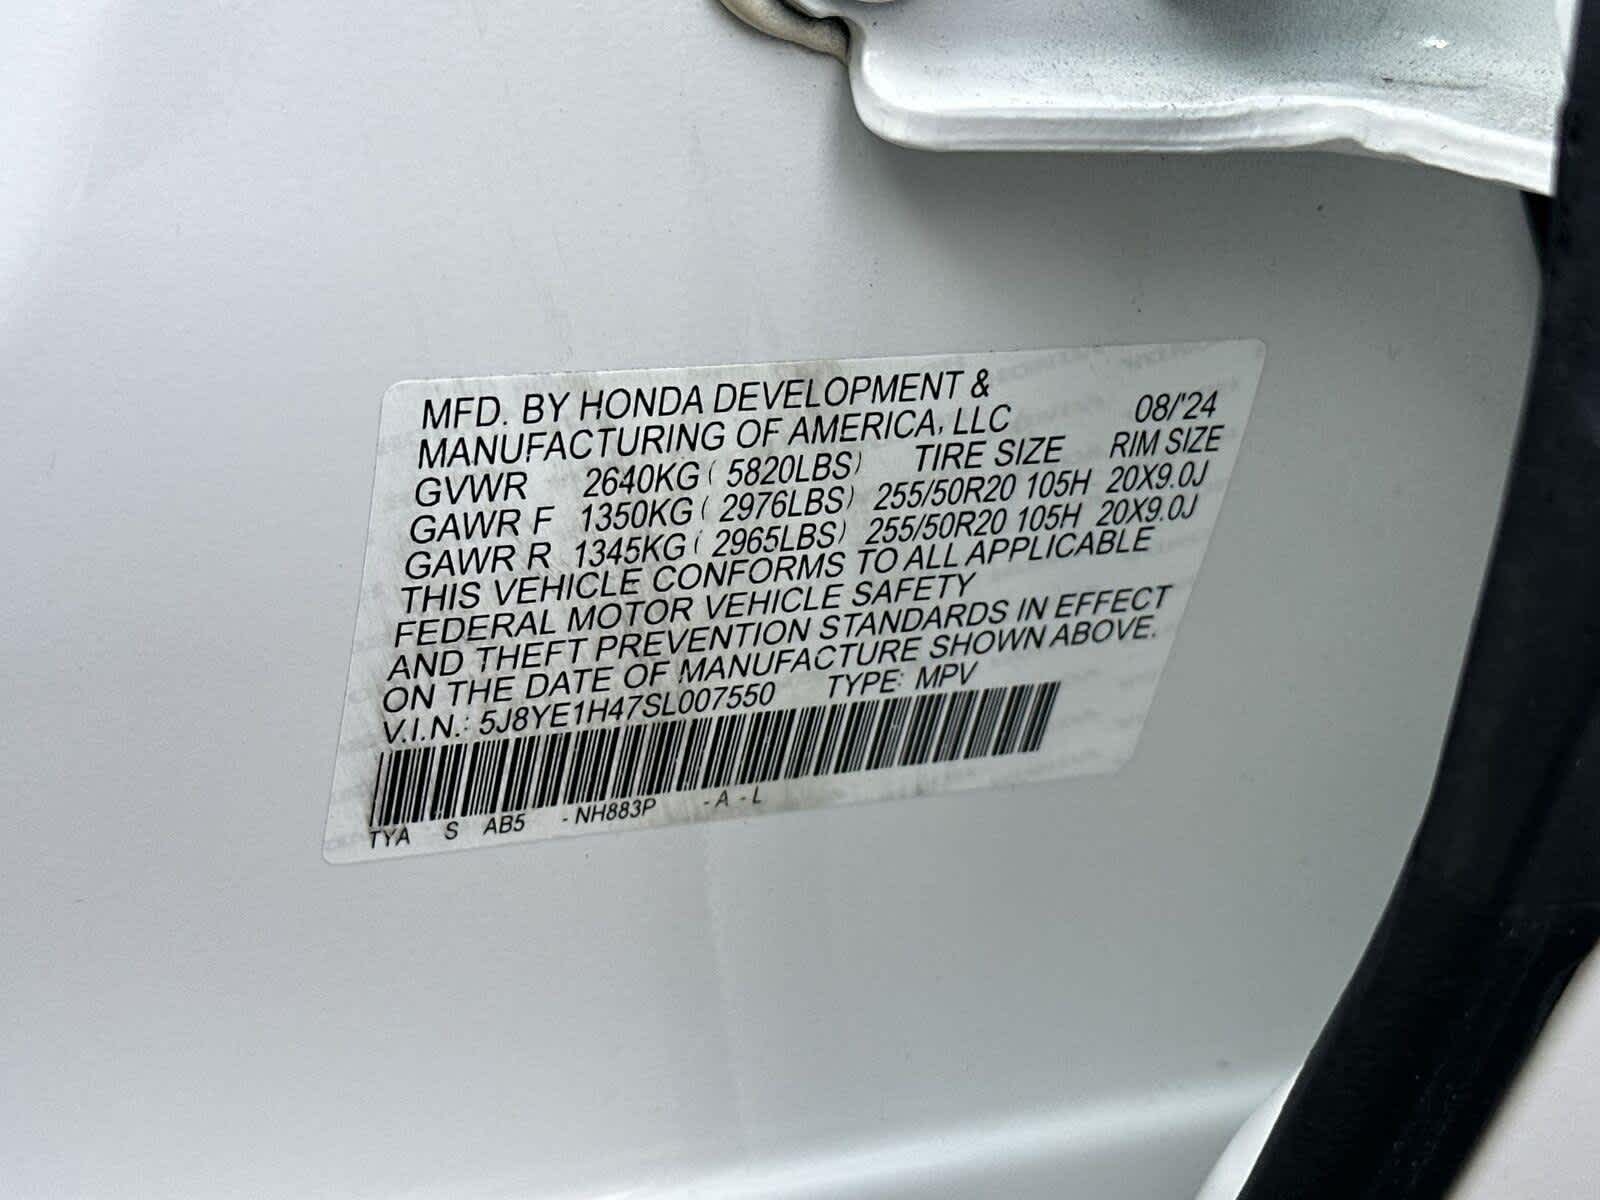 MFD. BY HONDA DEVELOPMENT &
MANUFACTURING OF AMERICA, LLC 08/'24
GVWR 2640KG ( 5820LBS) TIRE SIZE RIM SIZE
GAWR F 1350KG ( 2976LBS) 255/50R20 105H 20X9.0J
GAWR R 1345KG ( 2965LBS) 255/50R20 105H 20X9.0J
THIS VEHICLE CONFORMS TO ALL APPLICABLE
FEDERAL MOTOR VEHICLE SAFETY
AND THEFT PREVENTION STANDARDS IN EFFECT
ON THE DATE OF MANUFACTURE SHOWN ABOVE.
V.I.N.: 5J8YE1H47SL007550 TYPE: MPV
TYA S AB5 - NH883P - A - L